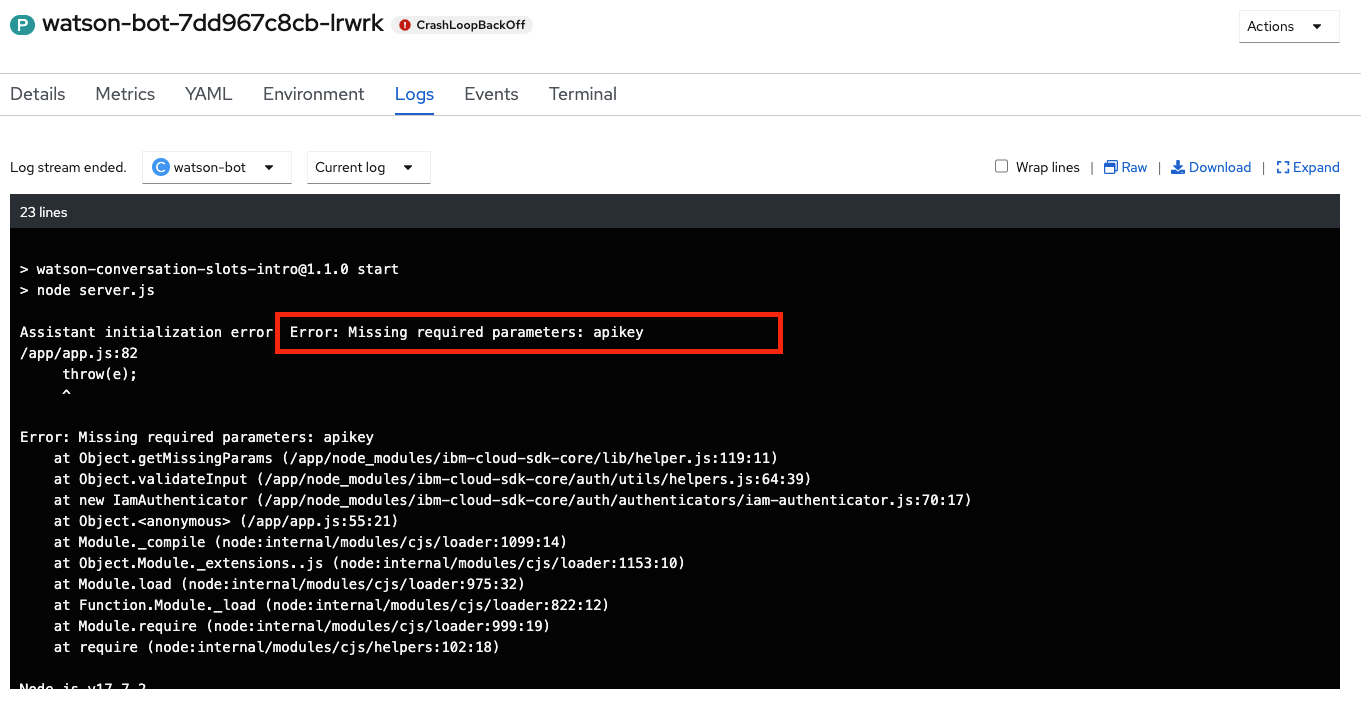 P watson-bot-7dd967c8cb-lrwrk ! CrashLoopBackOff
Actions
Details Metrics YAML Environment Logs Events Terminal
Log stream ended. C watson-bot Current log Wrap lines | Raw | Download | Expand
23 lines
> watson-conversation-slots-intro@1.1.0 start
> node server.js
Assistant initialization error Error: Missing required parameters: apikey
/app/app.js:82
throw(e);
^
Error: Missing required parameters: apikey
at Object.getMissingParams (/app/node_modules/ibm-cloud-sdk-core/lib/helper.js:119:11)
at Object.validateInput (/app/node_modules/ibm-cloud-sdk-core/auth/utils/helpers.js:64:39)
at new IamAuthenticator (/app/node_modules/ibm-cloud-sdk-core/auth/authenticators/iam-authenticator.js:70:17)
at Object.<anonymous> (/app/app.js:55:21)
at Module._compile (node:internal/modules/cjs/loader:1099:14)
at Object.Module._extensions..js (node:internal/modules/cjs/loader:1153:10)
at Module.load (node:internal/modules/cjs/loader:975:32)
at Function.Module._load (node:internal/modules/cjs/loader:822:12)
at Module.require (node:internal/modules/cjs/loader:999:19)
at require (node:internal/modules/cjs/helpers:102:18)
Node.js v17.7.2